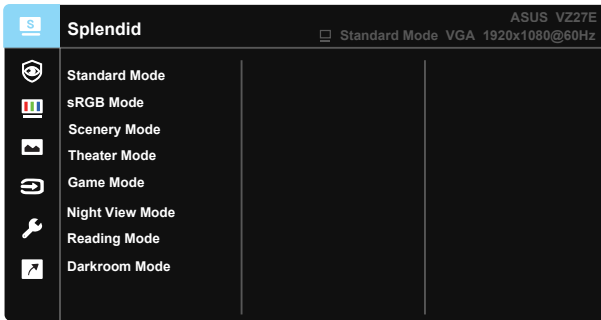 S
Splendid
ASUS VZ27E
Standard Mode VGA 1920x1080@60Hz
Standard Mode
sRGB Mode
Scenery Mode
Theater Mode
Game Mode
Night View Mode
Reading Mode
Darkroom Mode